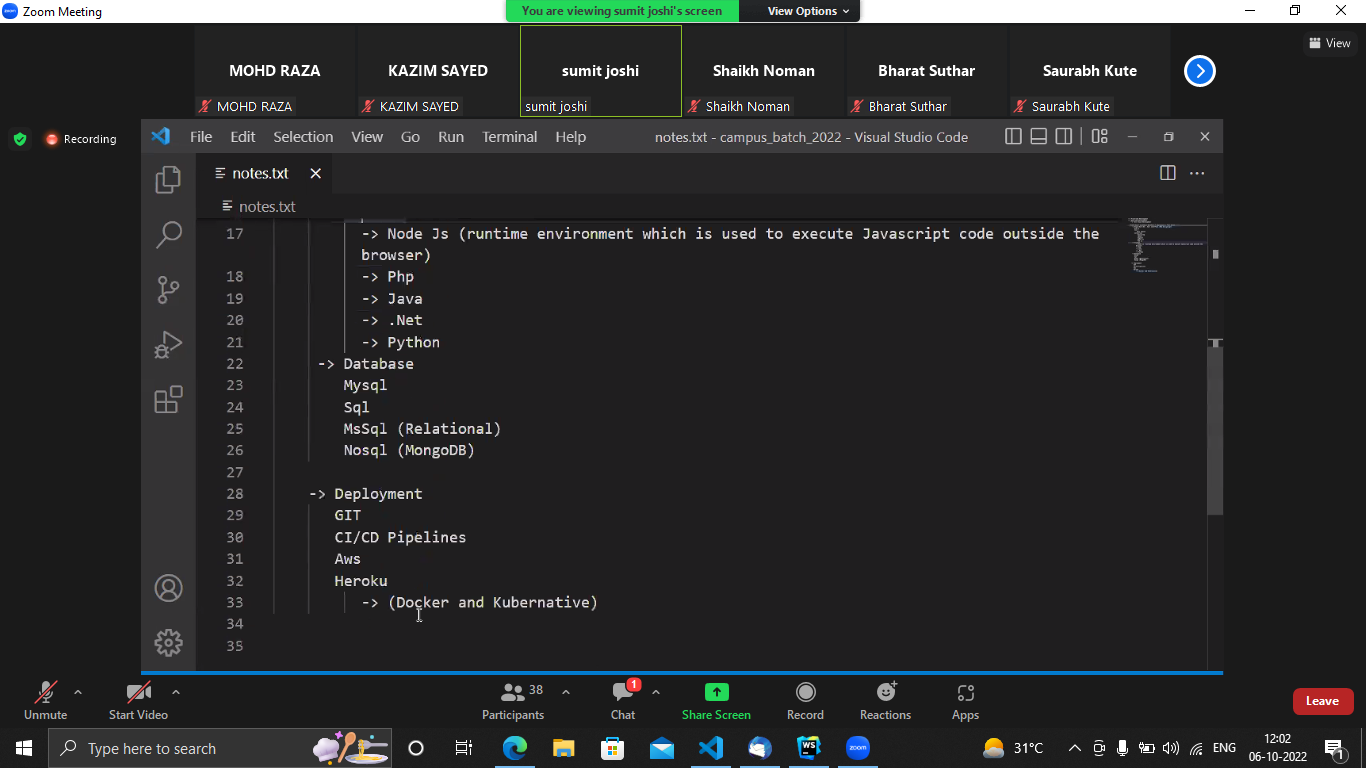 Zoom Meeting
You are viewing sumit joshi's screen
View Options
View
MOHD RAZA
KAZIM SAYED
sumit joshi
Shaikh Noman
Bharat Suthar
Saurabh Kute
MOHD RAZA
KAZIM SAYED
sumit joshi
Shaikh Noman
Bharat Suthar
Saurabh Kute
Recording
File Edit Selection View Go Run Terminal Help
notes.txt - campus_batch_2022 - Visual Studio Code
notes.txt
notes.txt
17 -> Node Js (runtime environment which is used to execute Javascript code outside the
browser)
18 -> Php
19 -> Java
20 -> .Net
21 -> Python
22 -> Database
23 Mysql
24 Sql
25 MsSql (Relational)
26 Nosql (MongoDB)
27
28 -> Deployment
29 GIT
30 CI/CD Pipelines
31 Aws
32 Heroku
33 -> (Docker and Kubernative)
34
35
Unmute
Start Video
38
Participants
1
Chat
Share Screen
Record
Reactions
Apps
Leave
Type here to search
WS
zoom
31°C
ENG
12:02
06-10-2022
1